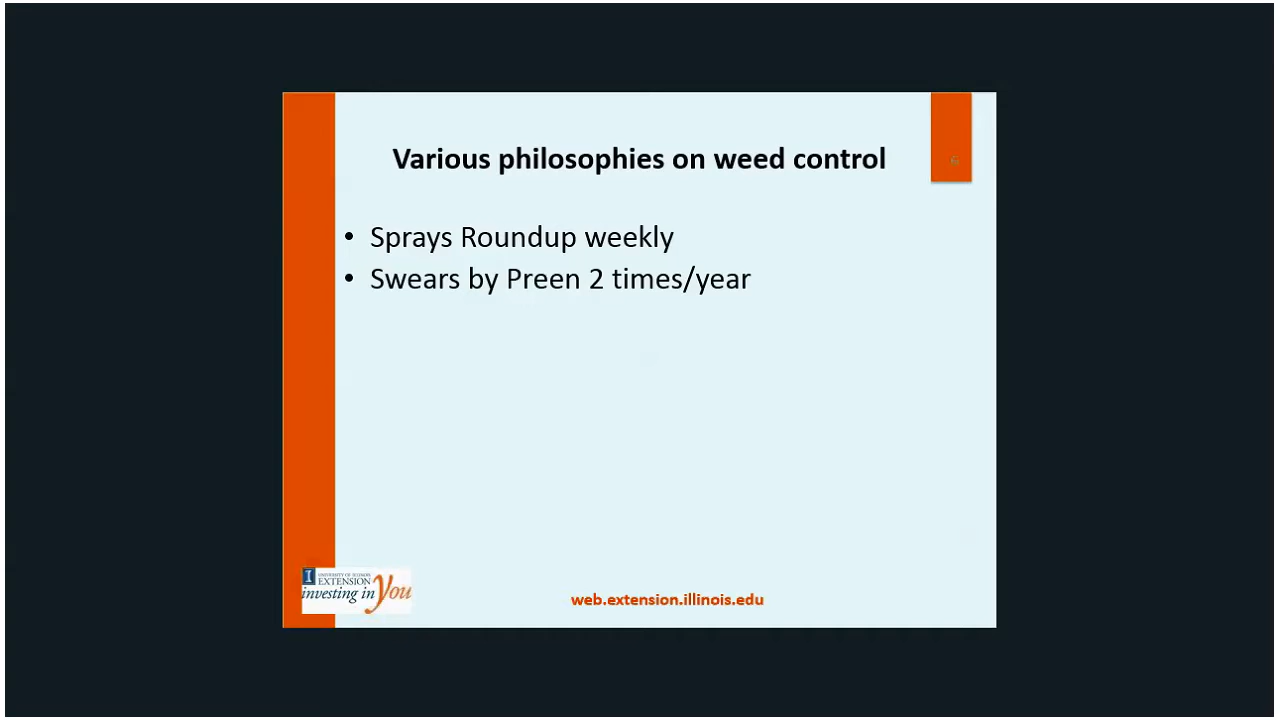 Various philosophies on weed control
6
• Sprays Roundup weekly
• Swears by Preen 2 times/year
I UNIVERSITY OF ILLINOIS
EXTENSION
investing in You
web.extension.illinois.edu